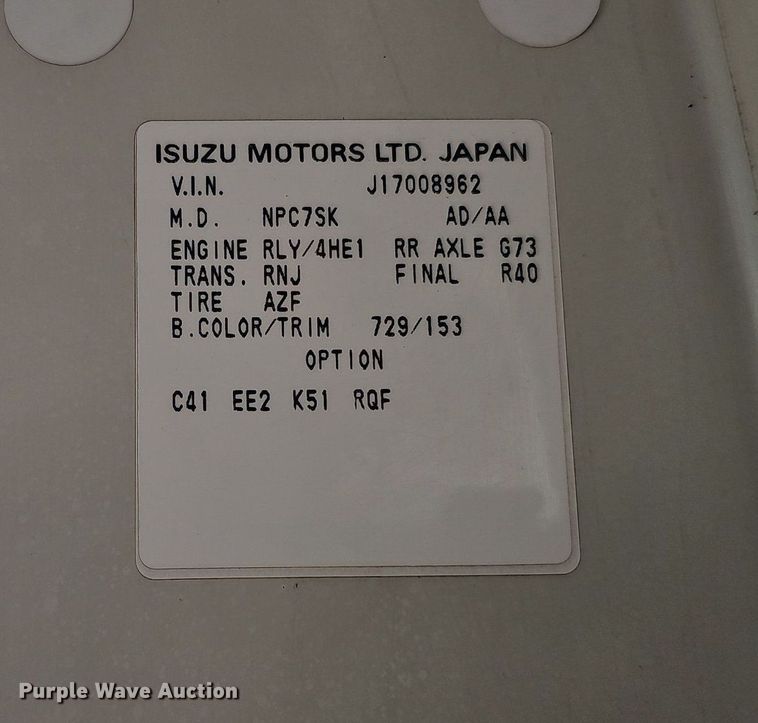 ISUZU MOTORS LTD. JAPAN
V.I.N. J17008962
M.D. NPC7SK AD/AA
ENGINE RLY/4HE1 RR AXLE G73
TRANS. RNJ FINAL R40
TIRE AZF
B.COLOR/TRIM 729/153
OPTION
C41 EE2 K51 RQF
Purple Wave Auction